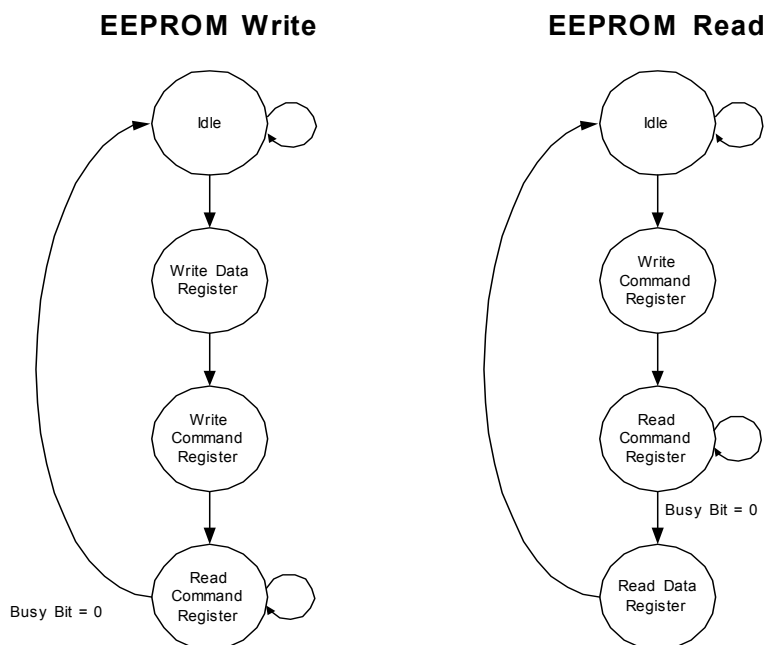 EEPROM Write
Idle
Write Data
Register
Write
Command
Register
Read
Command
Register
Busy Bit = 0
EEPROM Read
Idle
Write
Command
Register
Read
Command
Register
Busy Bit = 0
Read Data
Register